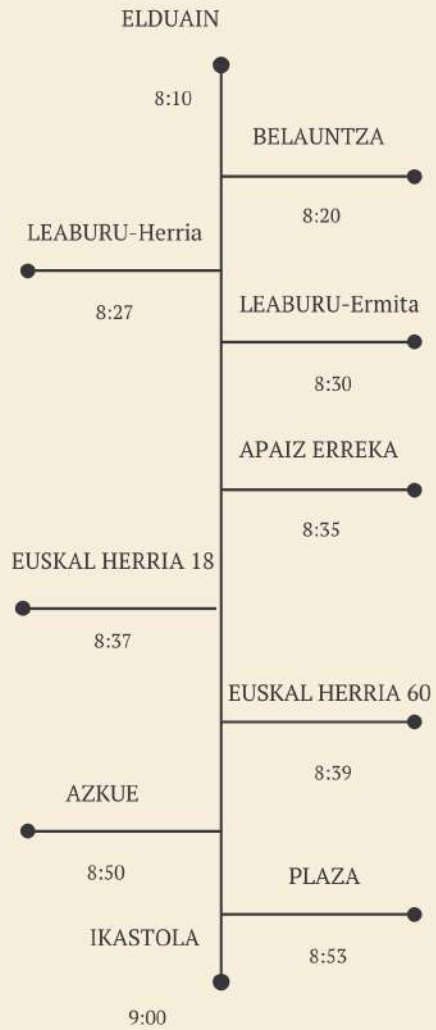 ELDUAIN
8:10
BELAUNTZA
8:20
LEABURU-Herria
8:27
LEABURU-Ermita
8:30
APAIZ ERREKA
8:35
EUSKAL HERRIA 18
8:37
EUSKAL HERRIA 60
8:39
AZKUE
8:50
PLAZA
8:53
IKASTOLA
9:00